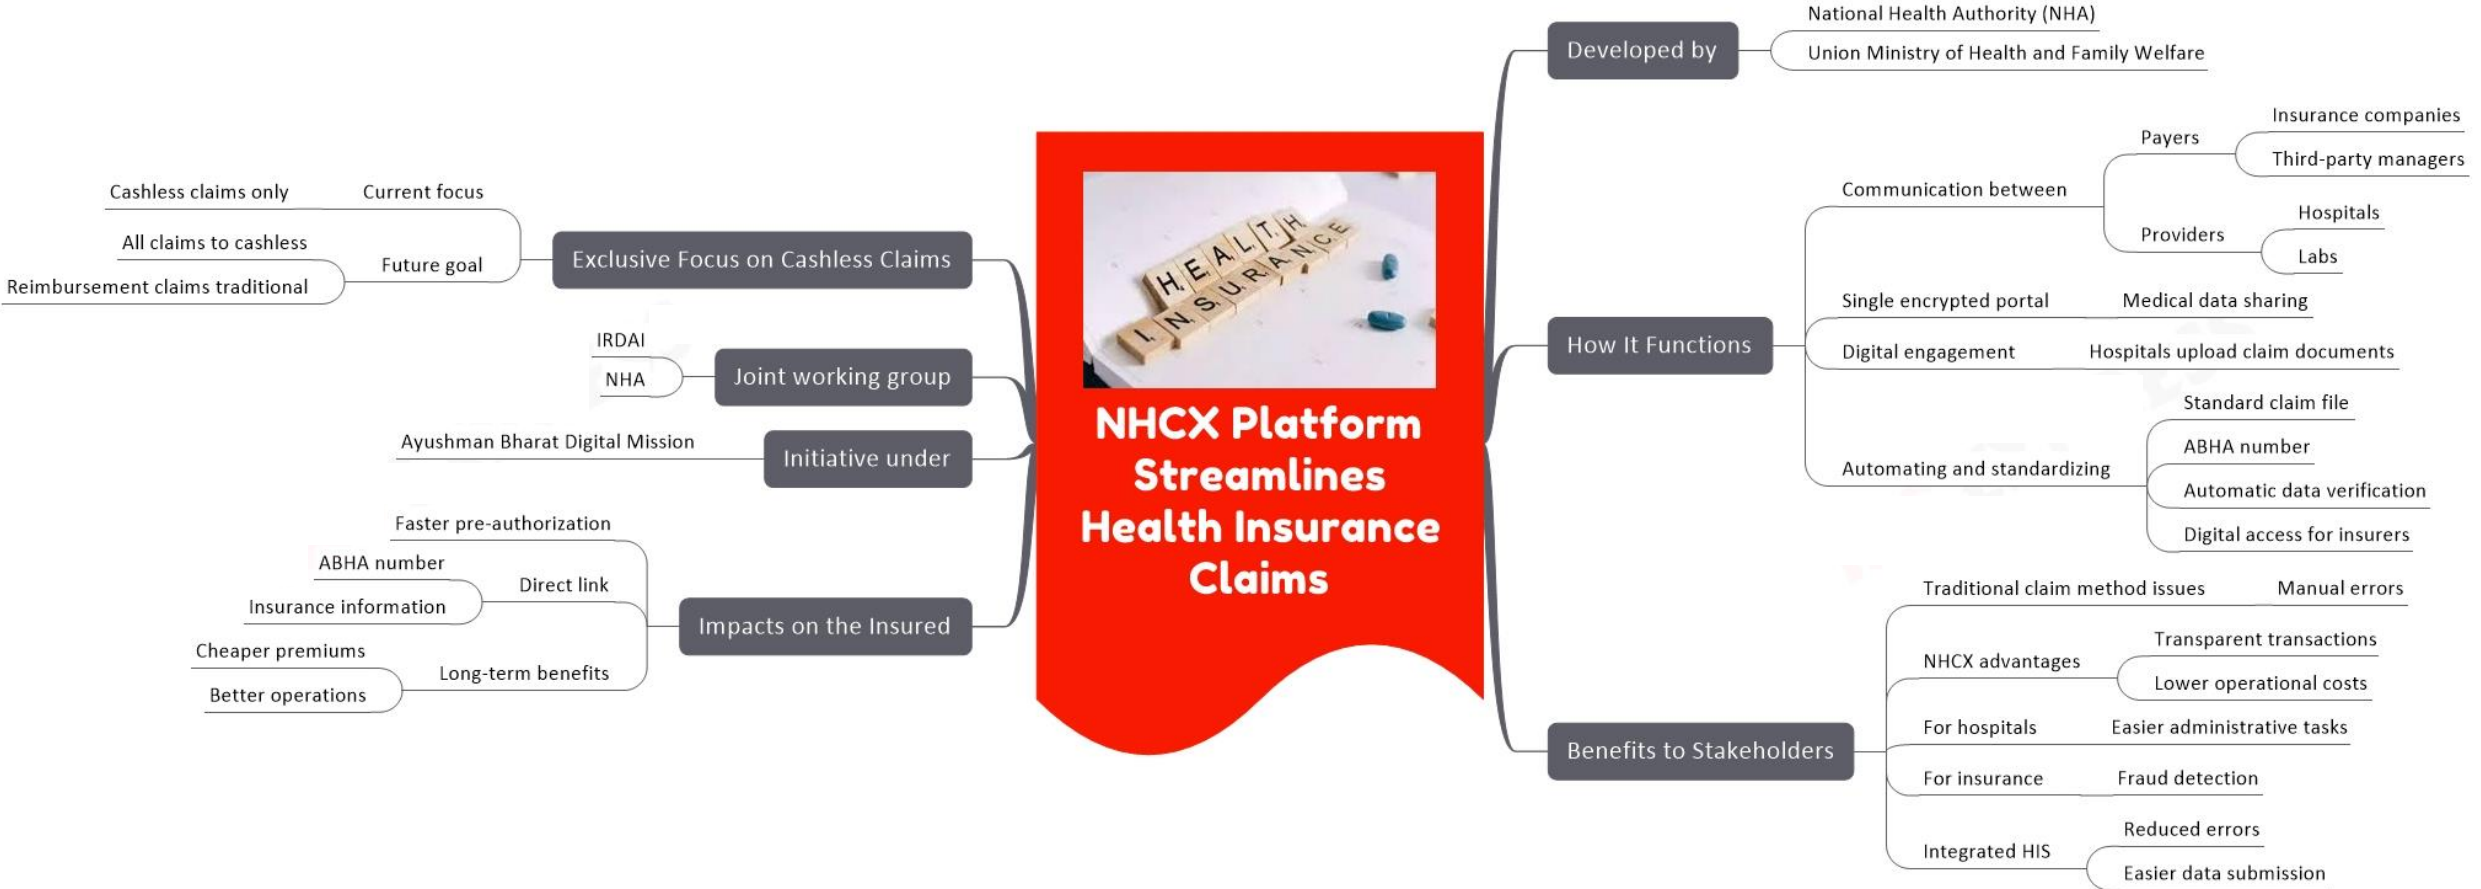 National Health Authority (NHA)
Developed by
Union Ministry of Health and Family Welfare
Insurance companies
Payers
Third-party managers
Communication between
Hospitals
Providers
Labs
How It Functions
Single encrypted portal
Medical data sharing
Digital engagement
Hospitals upload claim documents
Standard claim file
ABHA number
Automating and standardizing
Automatic data verification
Digital access for insurers
Traditional claim method issues
Manual errors
Transparent transactions
NHCX advantages
Lower operational costs
For hospitals
Easier administrative tasks
Benefits to Stakeholders
For insurance
Fraud detection
Reduced errors
Integrated HIS
Easier data submission
HEALTH
INSURANCE
NHCX Platform
Streamlines
Health Insurance
Claims
Cashless claims only
Current focus
Exclusive Focus on Cashless Claims
All claims to cashless
Future goal
Reimbursement claims traditional
IRDAI
Joint working group
NHA
Ayushman Bharat Digital Mission
Initiative under
Faster pre-authorization
ABHA number
Direct link
Insurance information
Impacts on the Insured
Cheaper premiums
Long-term benefits
Better operations